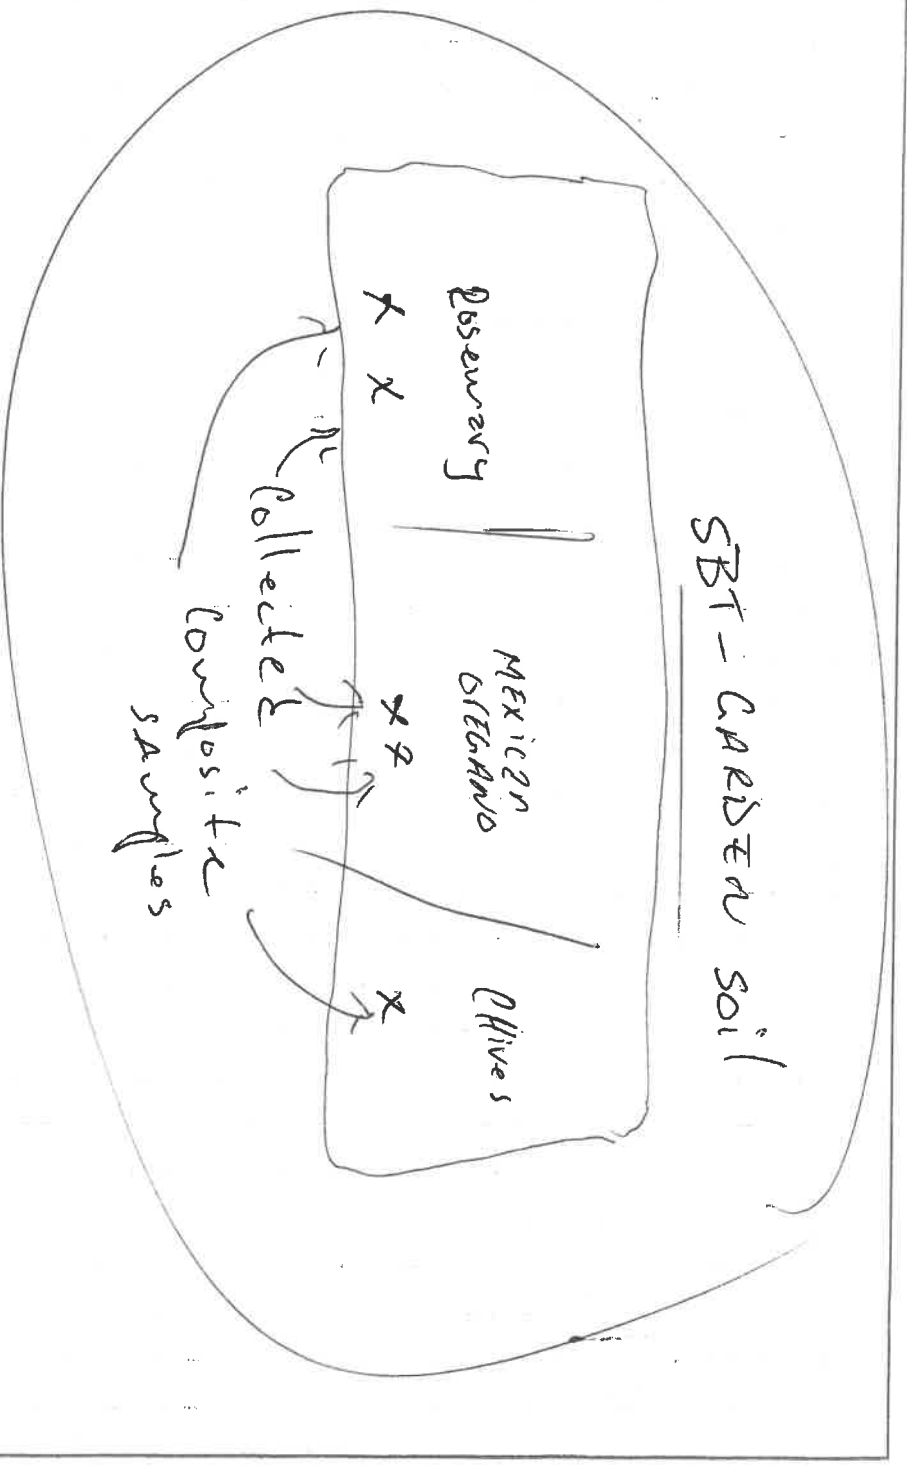 SBT - GARDEN SOIL
Rosemary
MEXICAN
OREGANO
CHives
X X
X X
X
Collected
Composite
SAmples